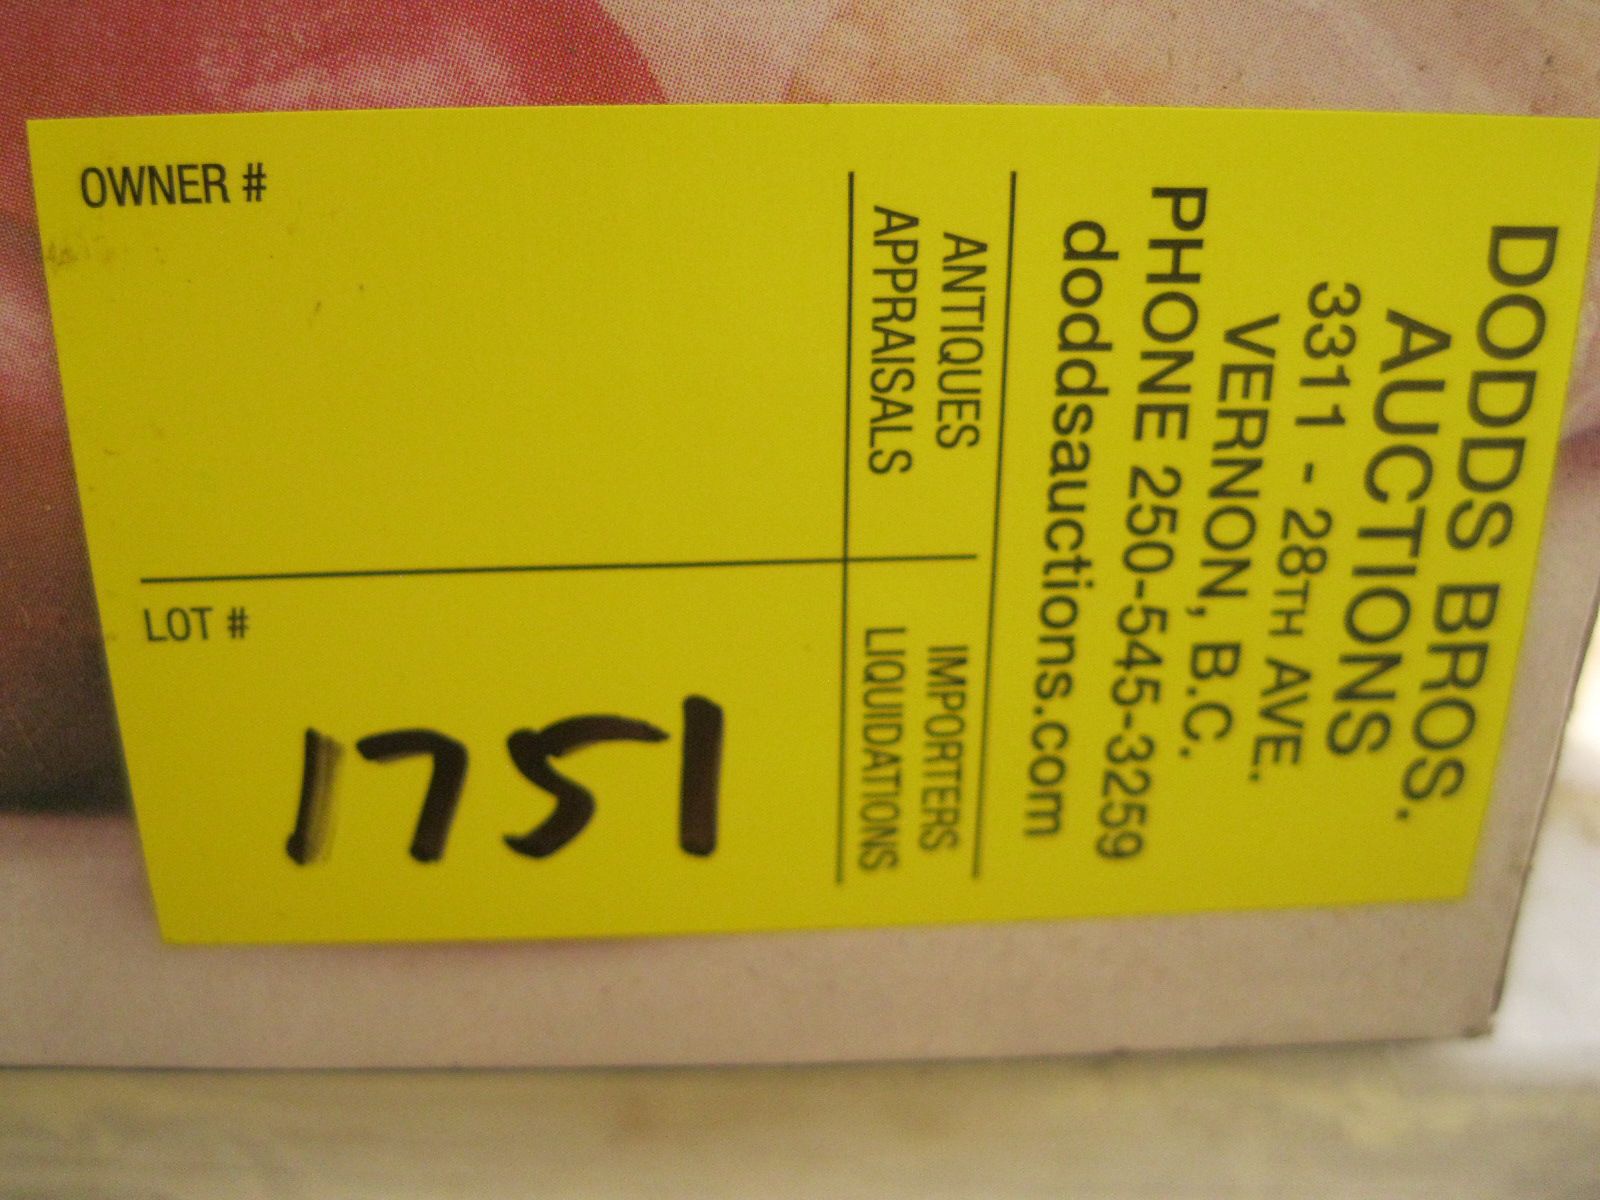 DODDS BROS.
AUCTIONS
3311 - 28TH AVE.
VERNON, B.C.
PHONE 250-545-3259
doddsauctions.com
ANTIQUES IMPORTERS
APPRAISALS LIQUIDATIONS
OWNER #
LOT #
1751